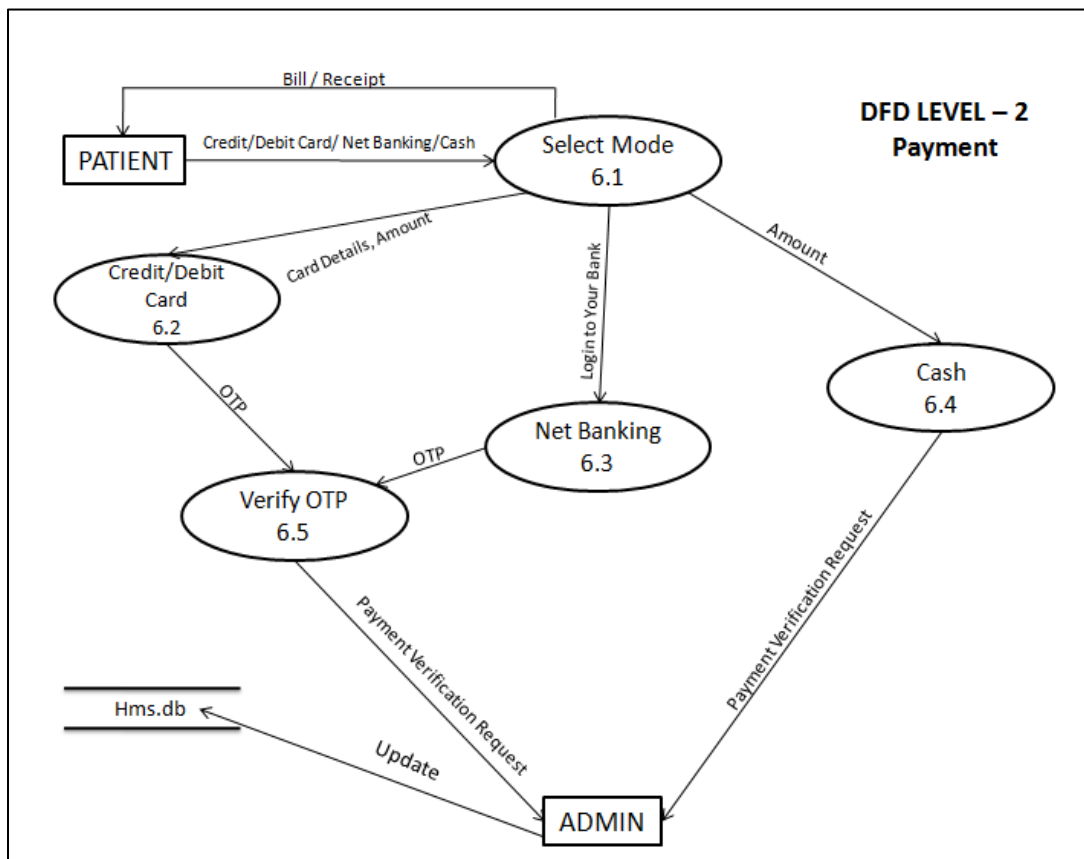 Bill / Receipt
DFD LEVEL – 2
Payment
PATIENT
Credit/Debit Card/ Net Banking/Cash
Select Mode
6.1
Card Details, Amount
Login to Your Bank
Amount
Credit/Debit
Card
6.2
Cash
6.4
OTP
Net Banking
6.3
OTP
Verify OTP
6.5
Payment Verification Request
Payment Verification Request
Hms.db
Update
ADMIN